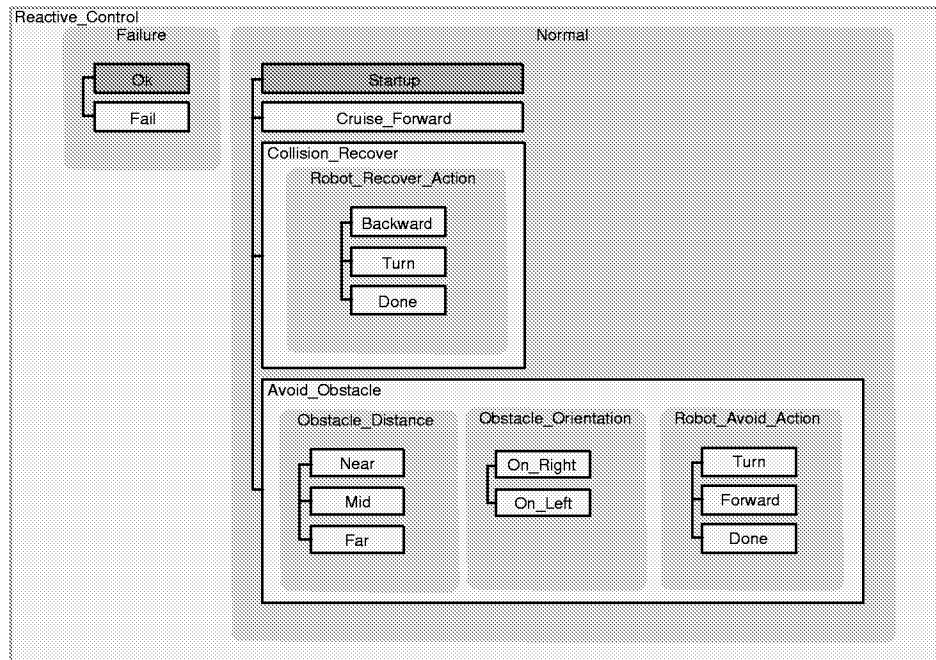 Reactive_Control
Failure
Normal
Ok
Fail
Startup
Cruise_Forward
Collision_Recover
Robot_Recover_Action
Backward
Turn
Done
Avoid_Obstacle
Obstacle_Distance
Near
Mid
Far
Obstacle_Orientation
On_Right
On_Left
Robot_Avoid_Action
Turn
Forward
Done